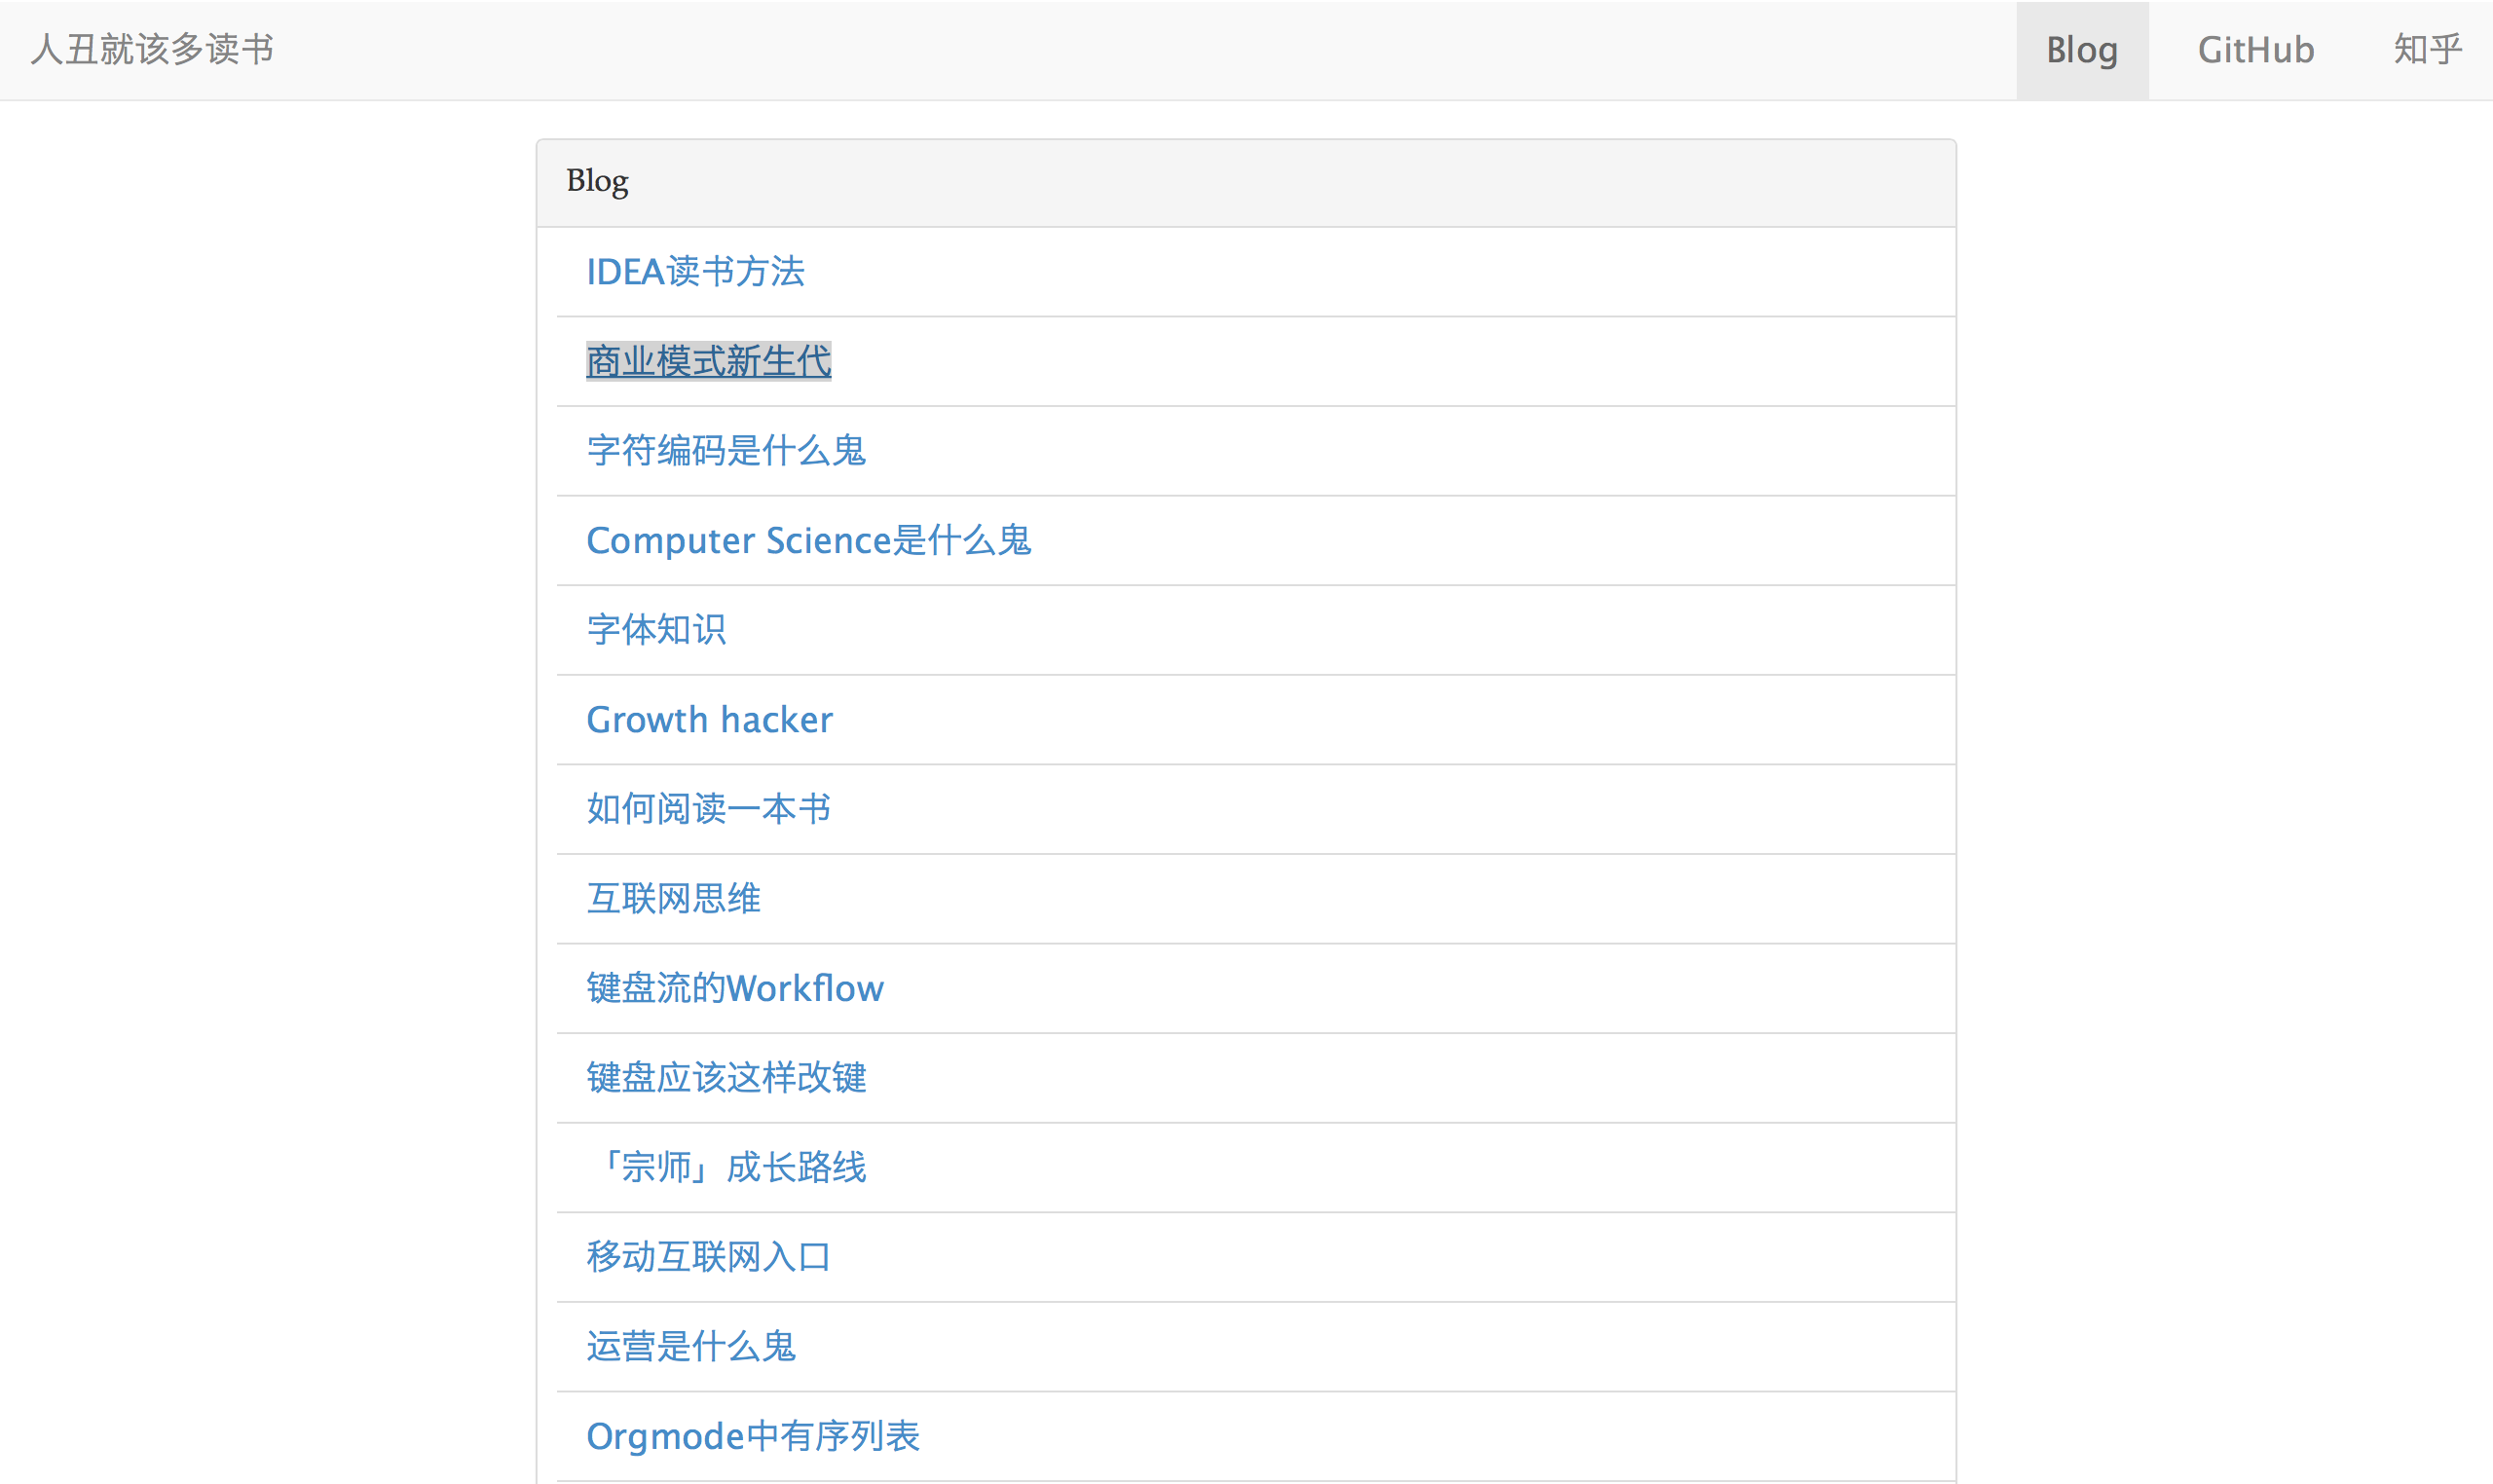 人丑就该多读书 Blog GitHub 知乎
Blog
IDEA读书方法
商业模式新生代
字符编码是什么鬼
Computer Science是什么鬼
字体知识
Growth hacker
如何阅读一本书
互联网思维
键盘流的Workflow
键盘应该这样改键
「宗师」成长路线
移动互联网入口
运营是什么鬼
Orgmode中有序列表